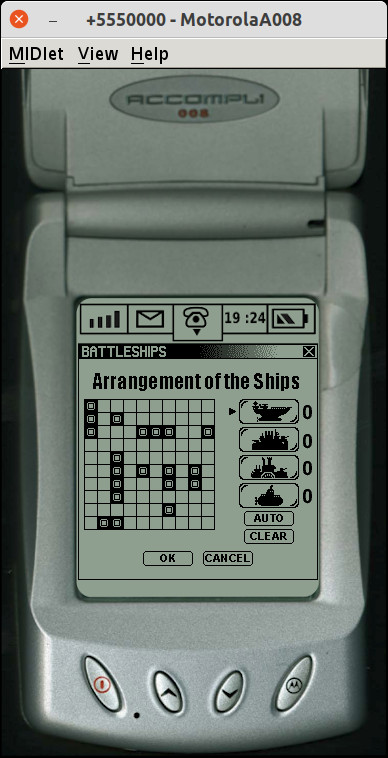 +5550000 - MotorolaA008
MIDlet View Help
ACCOMPLI
008
19:24
BATTLESHIPS
Arrangement of the Ships
0
0
0
0
AUTO
CLEAR
OK CANCEL